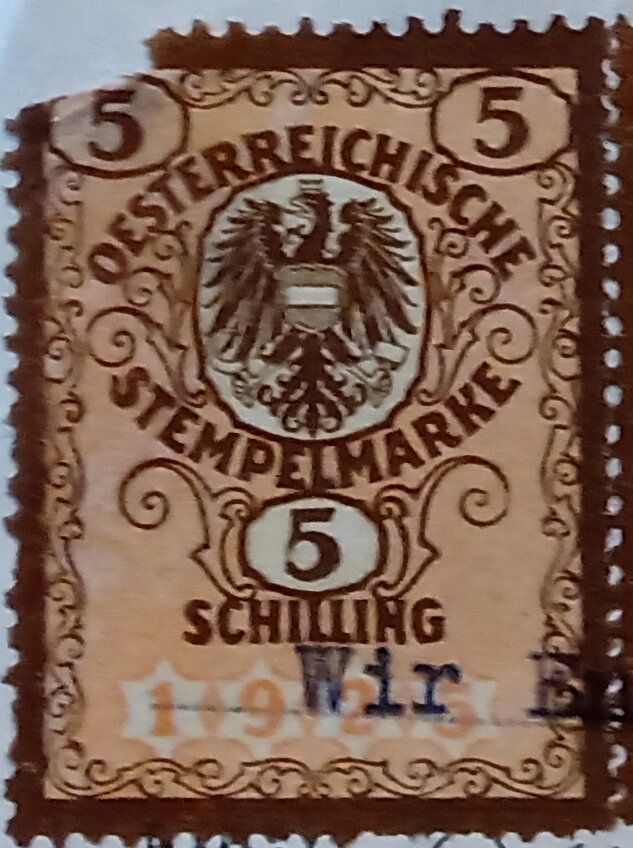 5 5
OESTERREICHISCHE
STEMPELMARKE
5
SCHILLING
1925
Wir